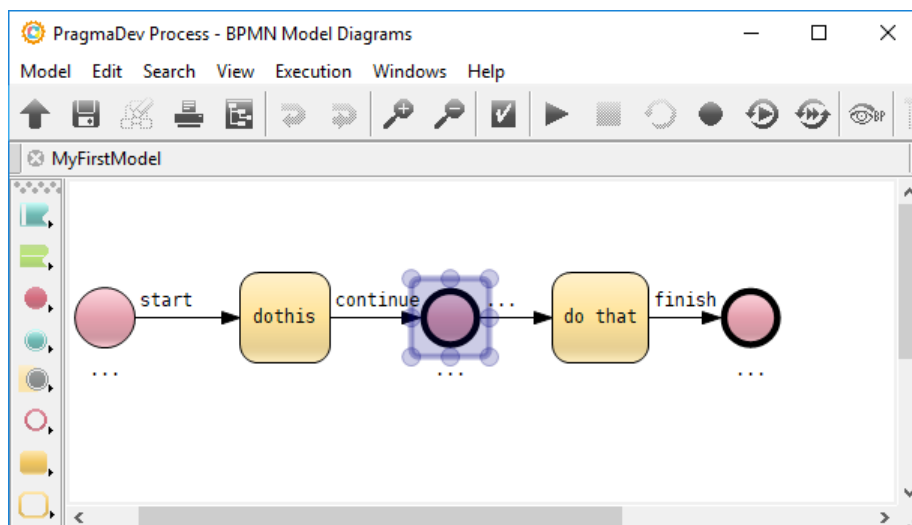 PragmaDev Process - BPMN Model Diagrams
Model Edit Search View Execution Windows Help
BP
MyFirstModel
start dothis continue ... do that finish
... ... ...